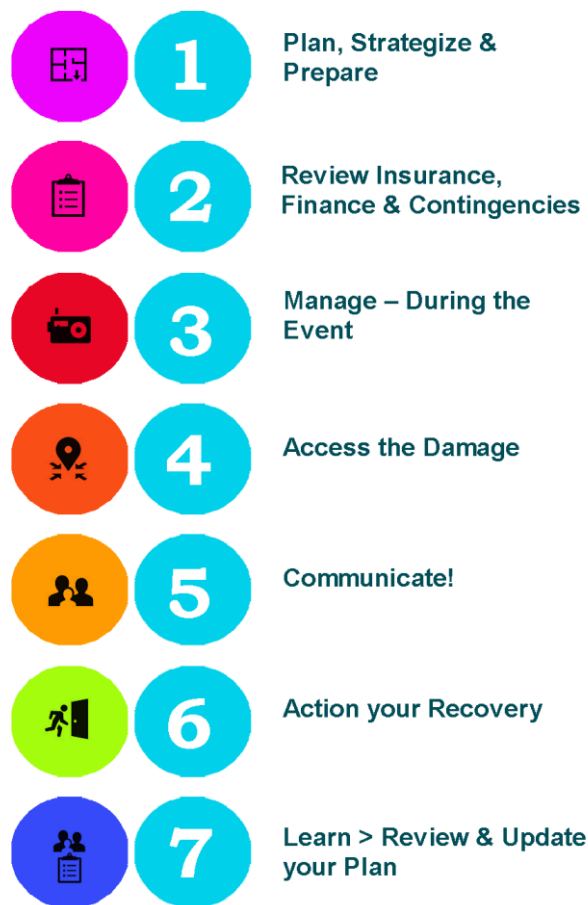 1
Plan, Strategize &
Prepare
2
Review Insurance,
Finance & Contingencies
3
Manage – During the
Event
4
Access the Damage
5
Communicate!
6
Action your Recovery
7
Learn > Review & Update
your Plan